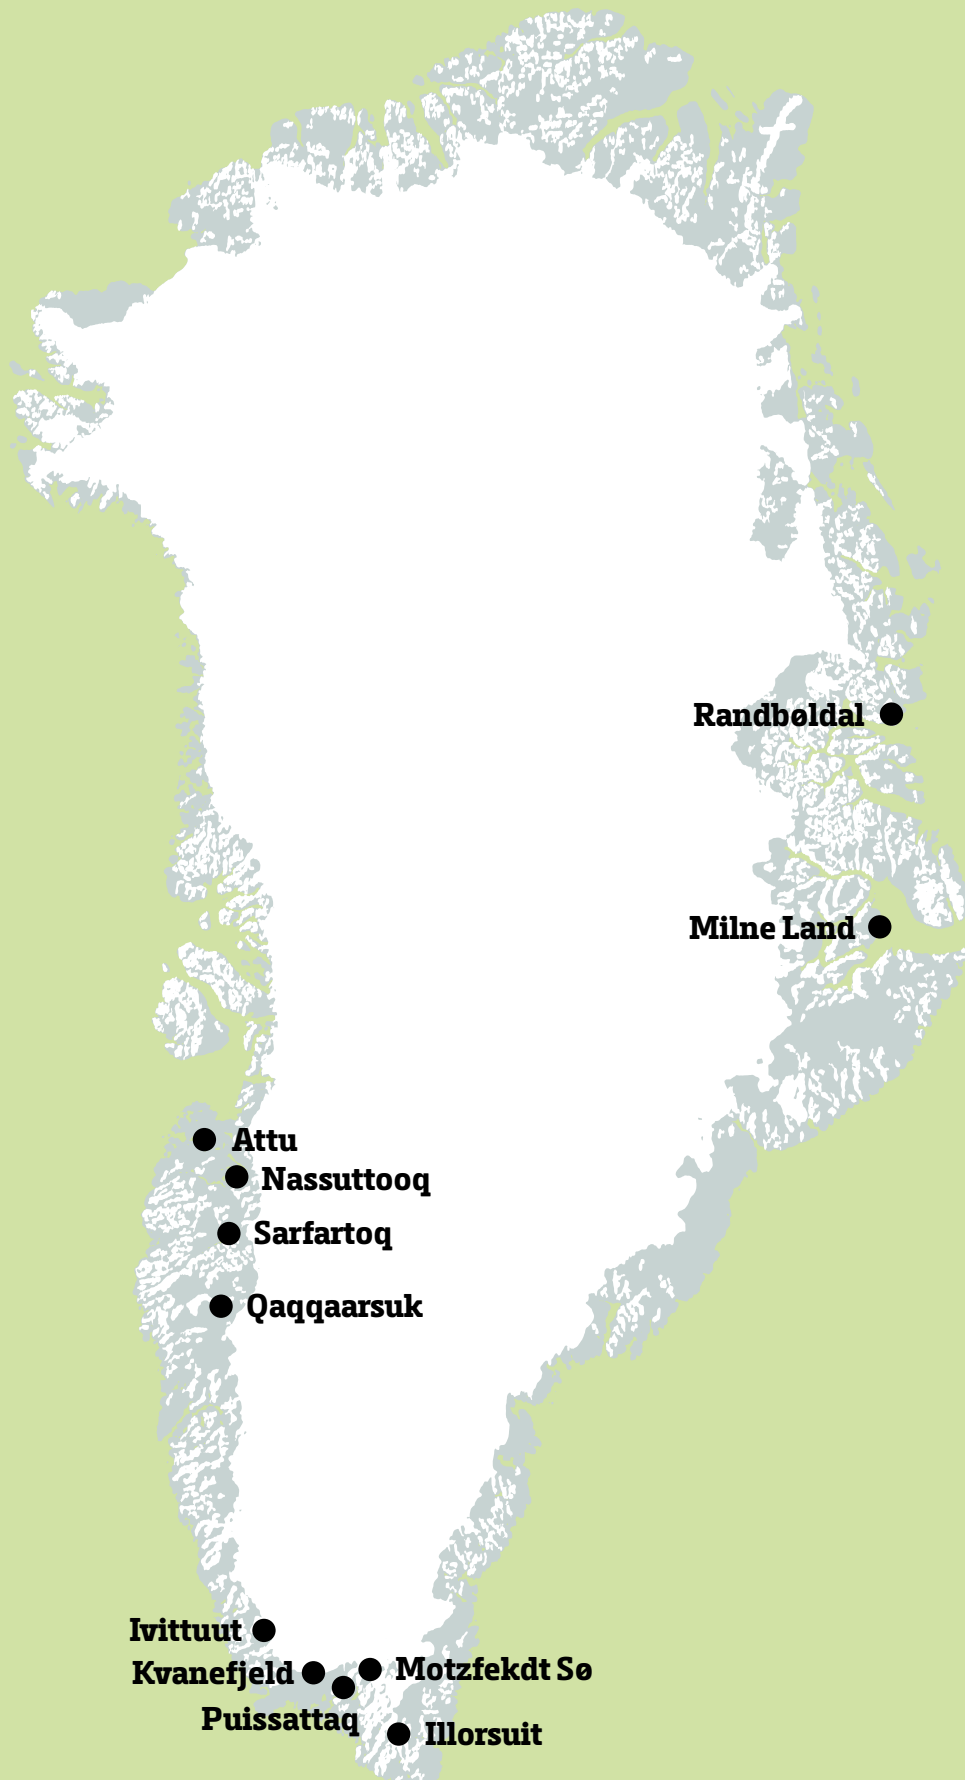 Randbøldal
Milne Land
Attu
Nassuttooq
Sarfartoq
Qaqqaarsuk
Ivittuut
Kvanefjeld
Motzfekdt Sø
Puissattaq
Illorsuit